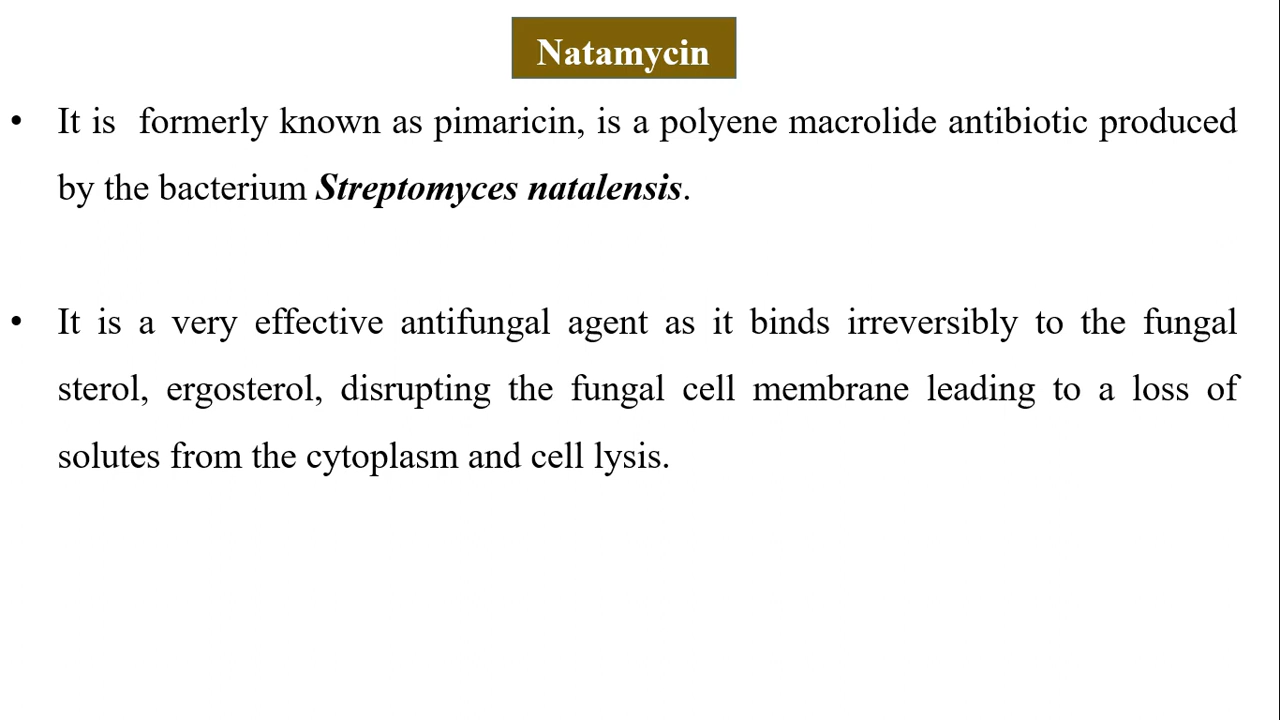 Natamycin
• It is formerly known as pimaricin, is a polyene macrolide antibiotic produced
by the bacterium Streptomyces natalensis.
• It is a very effective antifungal agent as it binds irreversibly to the fungal
sterol, ergosterol, disrupting the fungal cell membrane leading to a loss of
solutes from the cytoplasm and cell lysis.